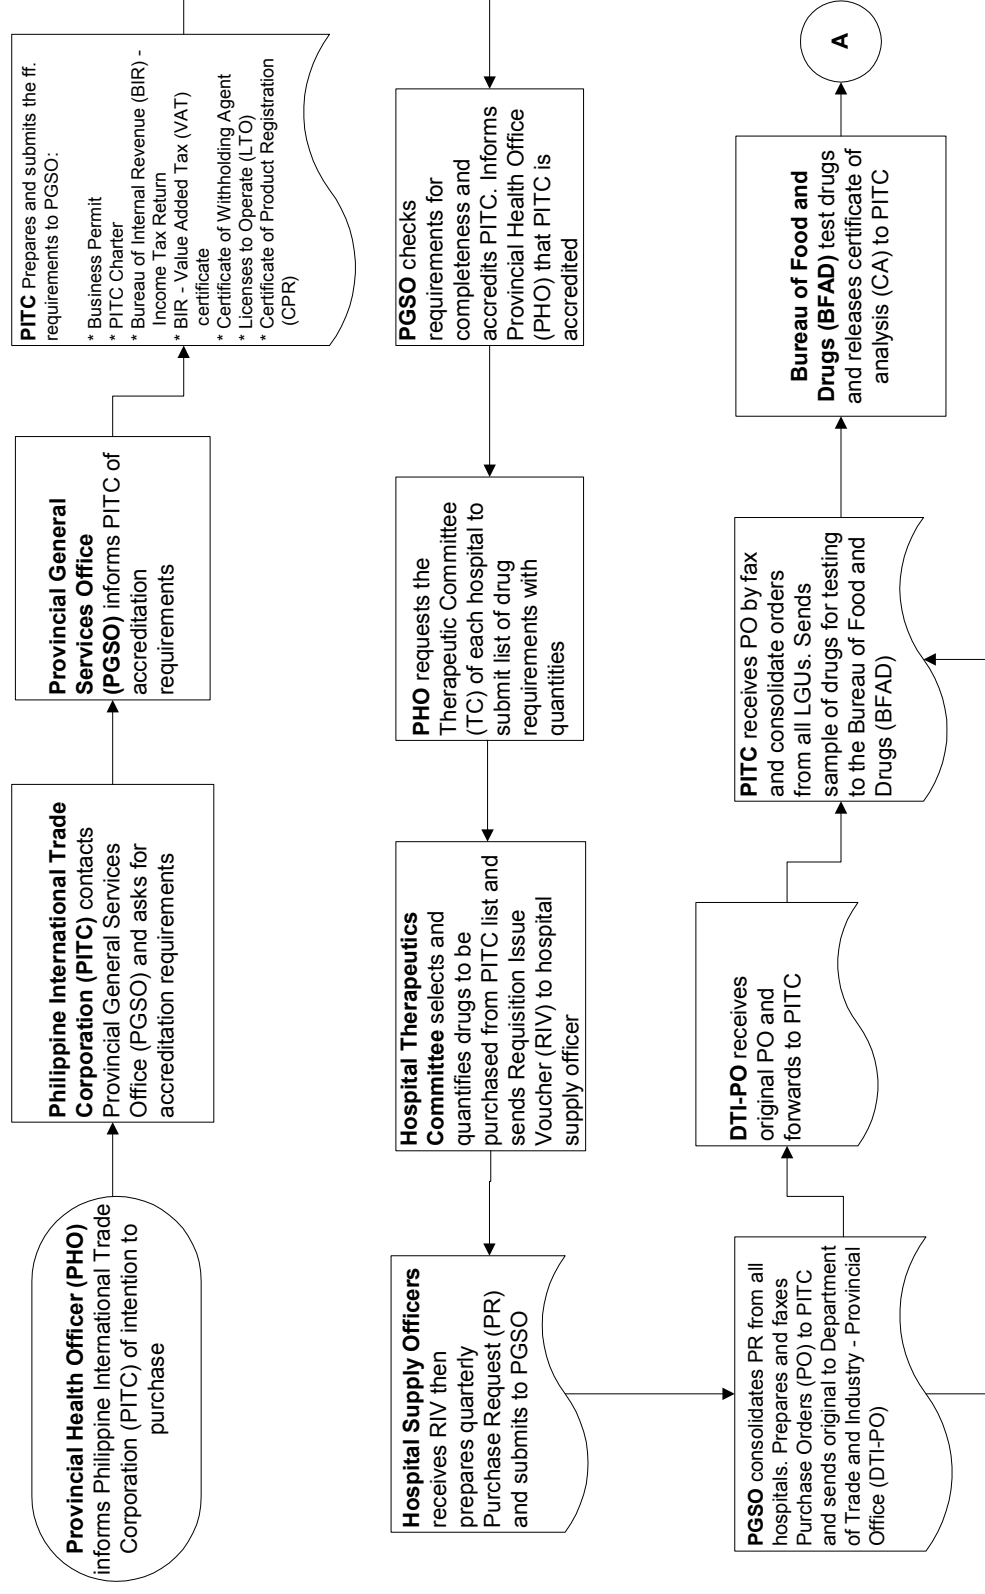 Provincial Health Officer (PHO)
informs Philippine International Trade
Corporation (PITC) of intention to
purchase
Philippine International Trade
Corporation (PITC) contacts
Provincial General Services
Office (PGSO) and asks for
accreditation requirements
Provincial General
Services Office
(PGSO) informs PITC of
accreditation
requirements
PITC Prepares and submits the ff.
requirements to PGSO:
* Business Permit
* PITC Charter
* Bureau of Internal Revenue (BIR) -
Income Tax Return
* BIR - Value Added Tax (VAT)
certificate
* Certificate of Withholding Agent
* Licenses to Operate (LTO)
* Certificate of Product Registration
(CPR)
PGSO checks
requirements for
completeness and
accredits PITC. Informs
Provincial Health Office
(PHO) that PITC is
accredited
PHO requests the
Therapeutic Committee
(TC) of each hospital to
submit list of drug
requirements with
quantities
Hospital Therapeutics
Committee selects and
quantifies drugs to be
purchased from PITC list and
sends Requisition Issue
Voucher (RIV) to hospital
supply officer
Hospital Supply Officers
receives RIV then
prepares quarterly
Purchase Request (PR)
and submits to PGSO
PGSO consolidates PR from all
hospitals. Prepares and faxes
Purchase Orders (PO) to PITC
and sends original to Department
of Trade and Industry - Provincial
Office (DTI-PO)
DTI-PO receives
original PO and
forwards to PITC
PITC receives PO by fax
and consolidate orders
from all LGUs. Sends
sample of drugs for testing
to the Bureau of Food and
Drugs (BFAD)
Bureau of Food and
Drugs (BFAD) test drugs
and releases certificate of
analysis (CA) to PITC
A